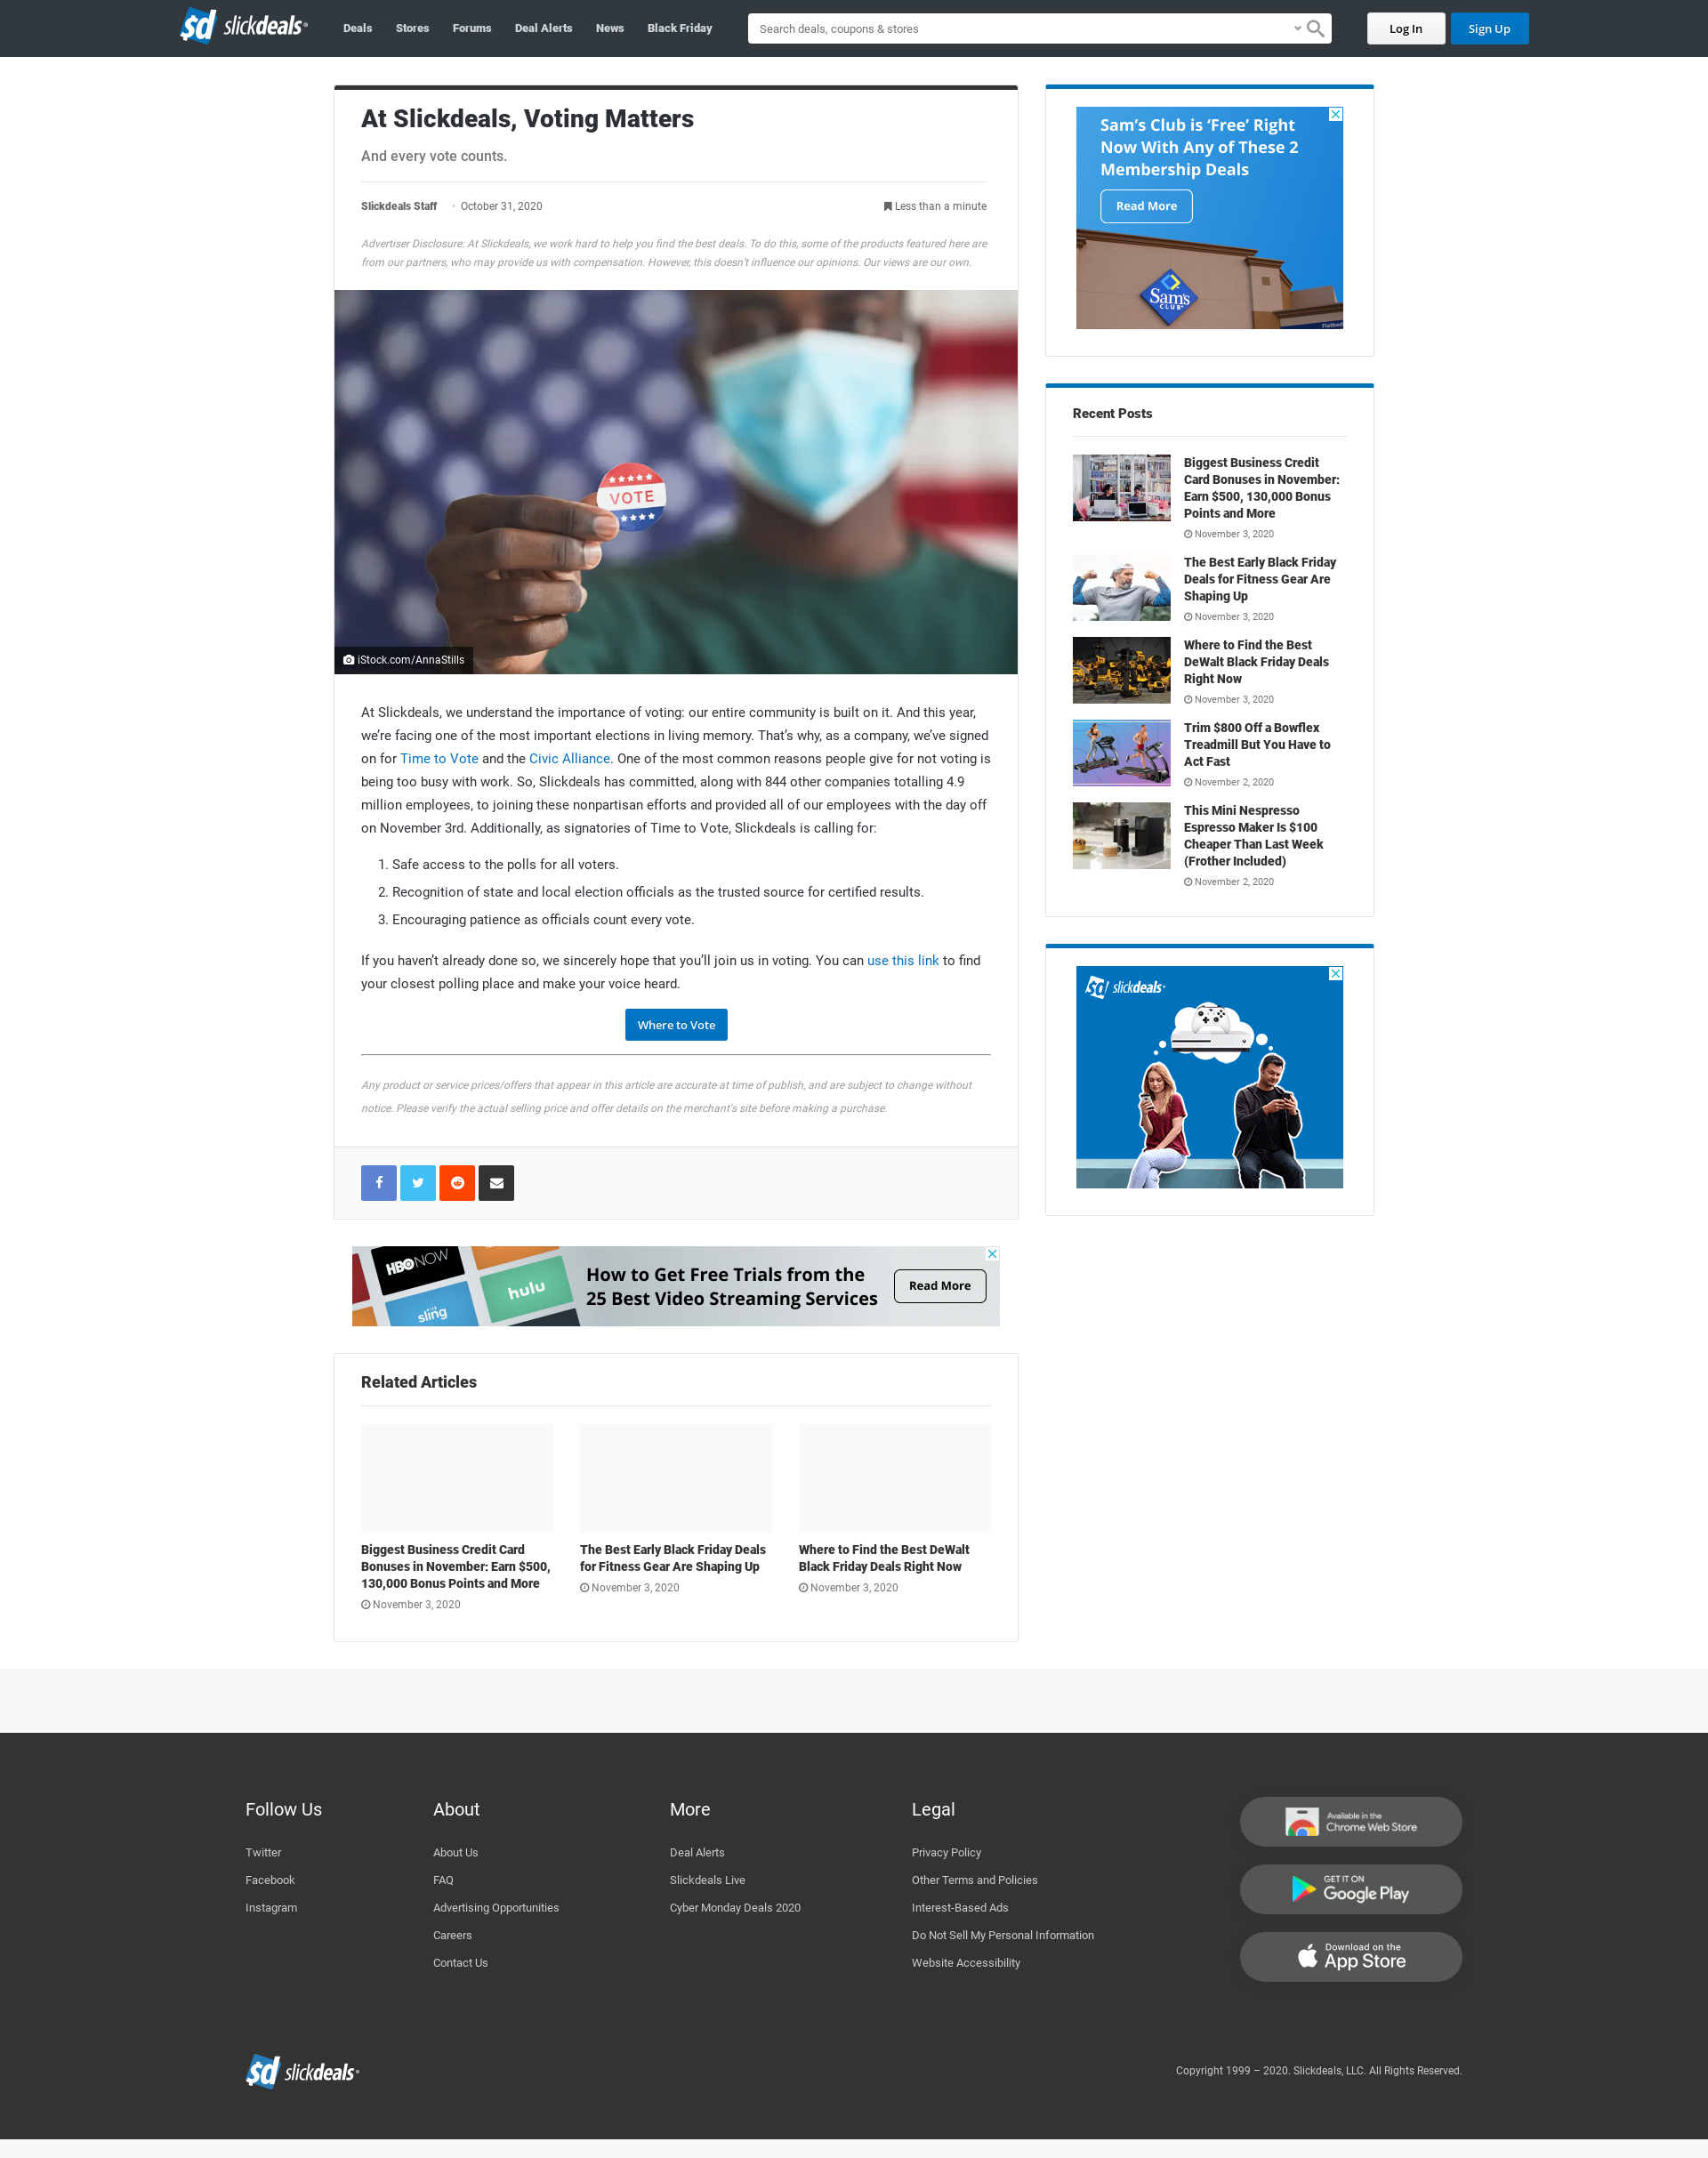 slickdeals
Deals Stores Forums Deal Alerts News Black Friday
Search deals, coupons & stores
Log In Sign Up
At Slickdeals, Voting Matters
And every vote counts.
Slickdeals Staff • October 31, 2020 Less than a minute
Advertiser Disclosure: At Slickdeals, we work hard to help you find the best deals. To do this, some of the products featured here are
from our partners, who may provide us with compensation. However, this doesn't influence our opinions. Our views are our own.
VOTE
iStock.com/AnnaStills
At Slickdeals, we understand the importance of voting: our entire community is built on it. And this year,
we're facing one of the most important elections in living memory. That's why, as a company, we've signed
on for Time to Vote and the Civic Alliance. One of the most common reasons people give for not voting is
being too busy with work. So, Slickdeals has committed, along with 844 other companies totalling 4.9
million employees, to joining these nonpartisan efforts and provided all of our employees with the day off
on November 3rd. Additionally, as signatories of Time to Vote, Slickdeals is calling for:
1. Safe access to the polls for all voters.
2. Recognition of state and local election officials as the trusted source for certified results.
3. Encouraging patience as officials count every vote.
If you haven't already done so, we sincerely hope that you'll join us in voting. You can use this link to find
your closest polling place and make your voice heard.
Where to Vote
Any product or service prices/offers that appear in this article are accurate at time of publish, and are subject to change without
notice. Please verify the actual selling price and offer details on the merchant's site before making a purchase.
HBO NOW
hulu
sling
How to Get Free Trials from the
25 Best Video Streaming Services
Read More
Related Articles
Biggest Business Credit Card
Bonuses in November: Earn $500,
130,000 Bonus Points and More
November 3, 2020
The Best Early Black Friday Deals
for Fitness Gear Are Shaping Up
November 3, 2020
Where to Find the Best DeWalt
Black Friday Deals Right Now
November 3, 2020
Sam's Club is 'Free' Right
Now With Any of These 2
Membership Deals
Read More
Sam's
CLUB
Recent Posts
Biggest Business Credit
Card Bonuses in November:
Earn $500, 130,000 Bonus
Points and More
November 3, 2020
The Best Early Black Friday
Deals for Fitness Gear Are
Shaping Up
November 3, 2020
Where to Find the Best
DeWalt Black Friday Deals
Right Now
November 3, 2020
Trim $800 Off a Bowflex
Treadmill But You Have to
Act Fast
November 2, 2020
This Mini Nespresso
Espresso Maker Is $100
Cheaper Than Last Week
(Frother Included)
November 2, 2020
slickdeals
Follow Us
Twitter
Facebook
Instagram
About
About Us
FAQ
Advertising Opportunities
Careers
Contact Us
More
Deal Alerts
Slickdeals Live
Cyber Monday Deals 2020
Legal
Privacy Policy
Other Terms and Policies
Interest-Based Ads
Do Not Sell My Personal Information
Website Accessibility
Available in the
Chrome Web Store
GET IT ON
Google Play
Download on the
App Store
slickdeals
Copyright 1999 – 2020. Slickdeals, LLC. All Rights Reserved.